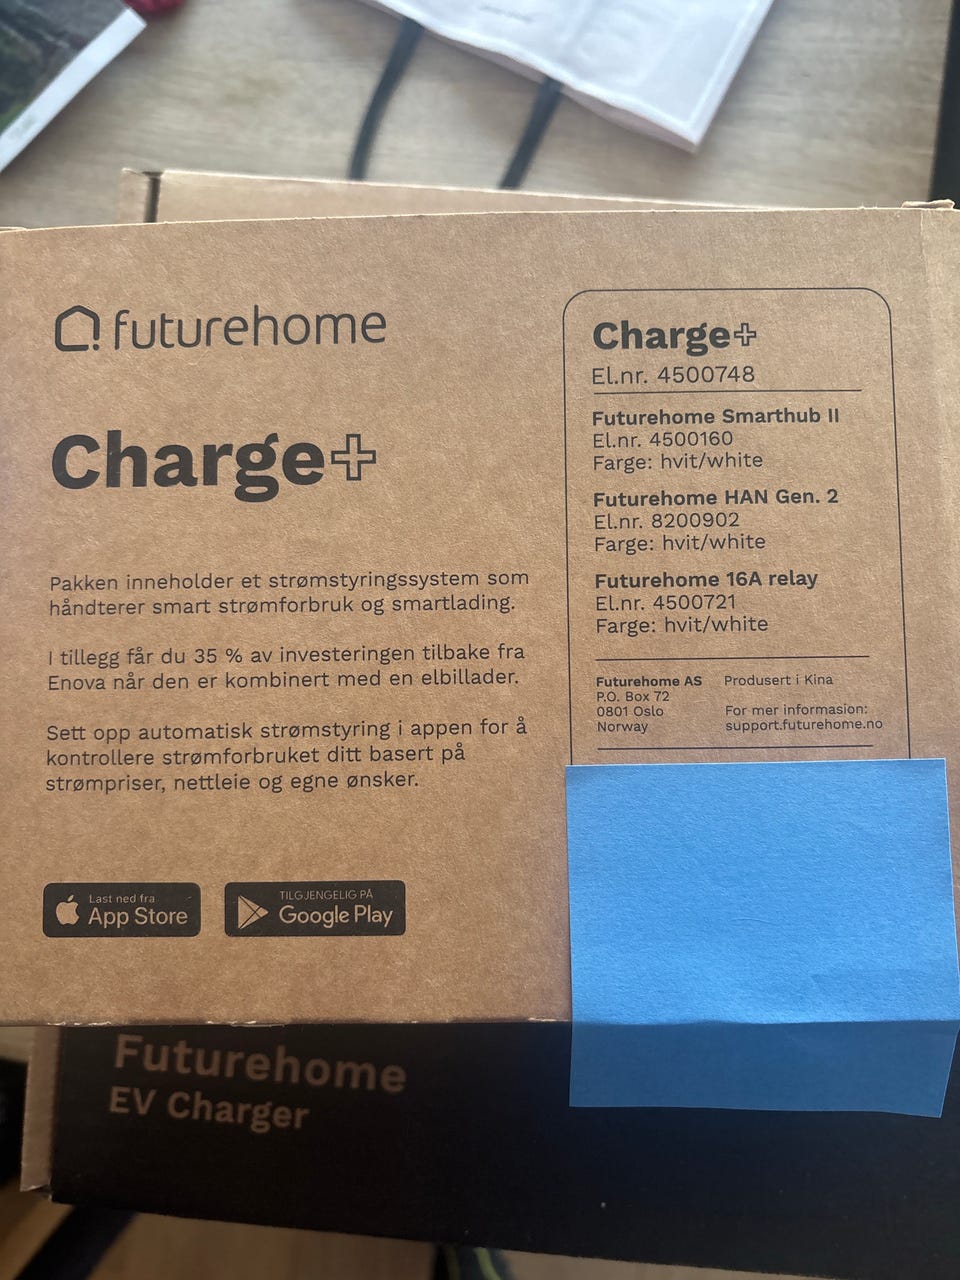 futurehome
Charge+
Pakken inneholder et strømstyringssystem som
håndterer smart strømforbruk og smartlading.
I tillegg får du 35 % av investeringen tilbake fra
Enova når den er kombinert med en elbillader.
Sett opp automatisk strømstyring i appen for å
kontrollere strømforbruket ditt basert på
strømpriser, nettleie og egne ønsker.
Last ned fra
App Store
TILGJENGELIG PÅ
Google Play
Charge+
El.nr. 4500748
Futurehome Smarthub II
El.nr. 4500160
Farge: hvit/white
Futurehome HAN Gen. 2
El.nr. 8200902
Farge: hvit/white
Futurehome 16A relay
El.nr. 4500721
Farge: hvit/white
Futurehome AS
P.O. Box 72
0801 Oslo
Norway
Produsert i Kina
For mer informasion:
support.futurehome.no
Futurehome
EV Charger